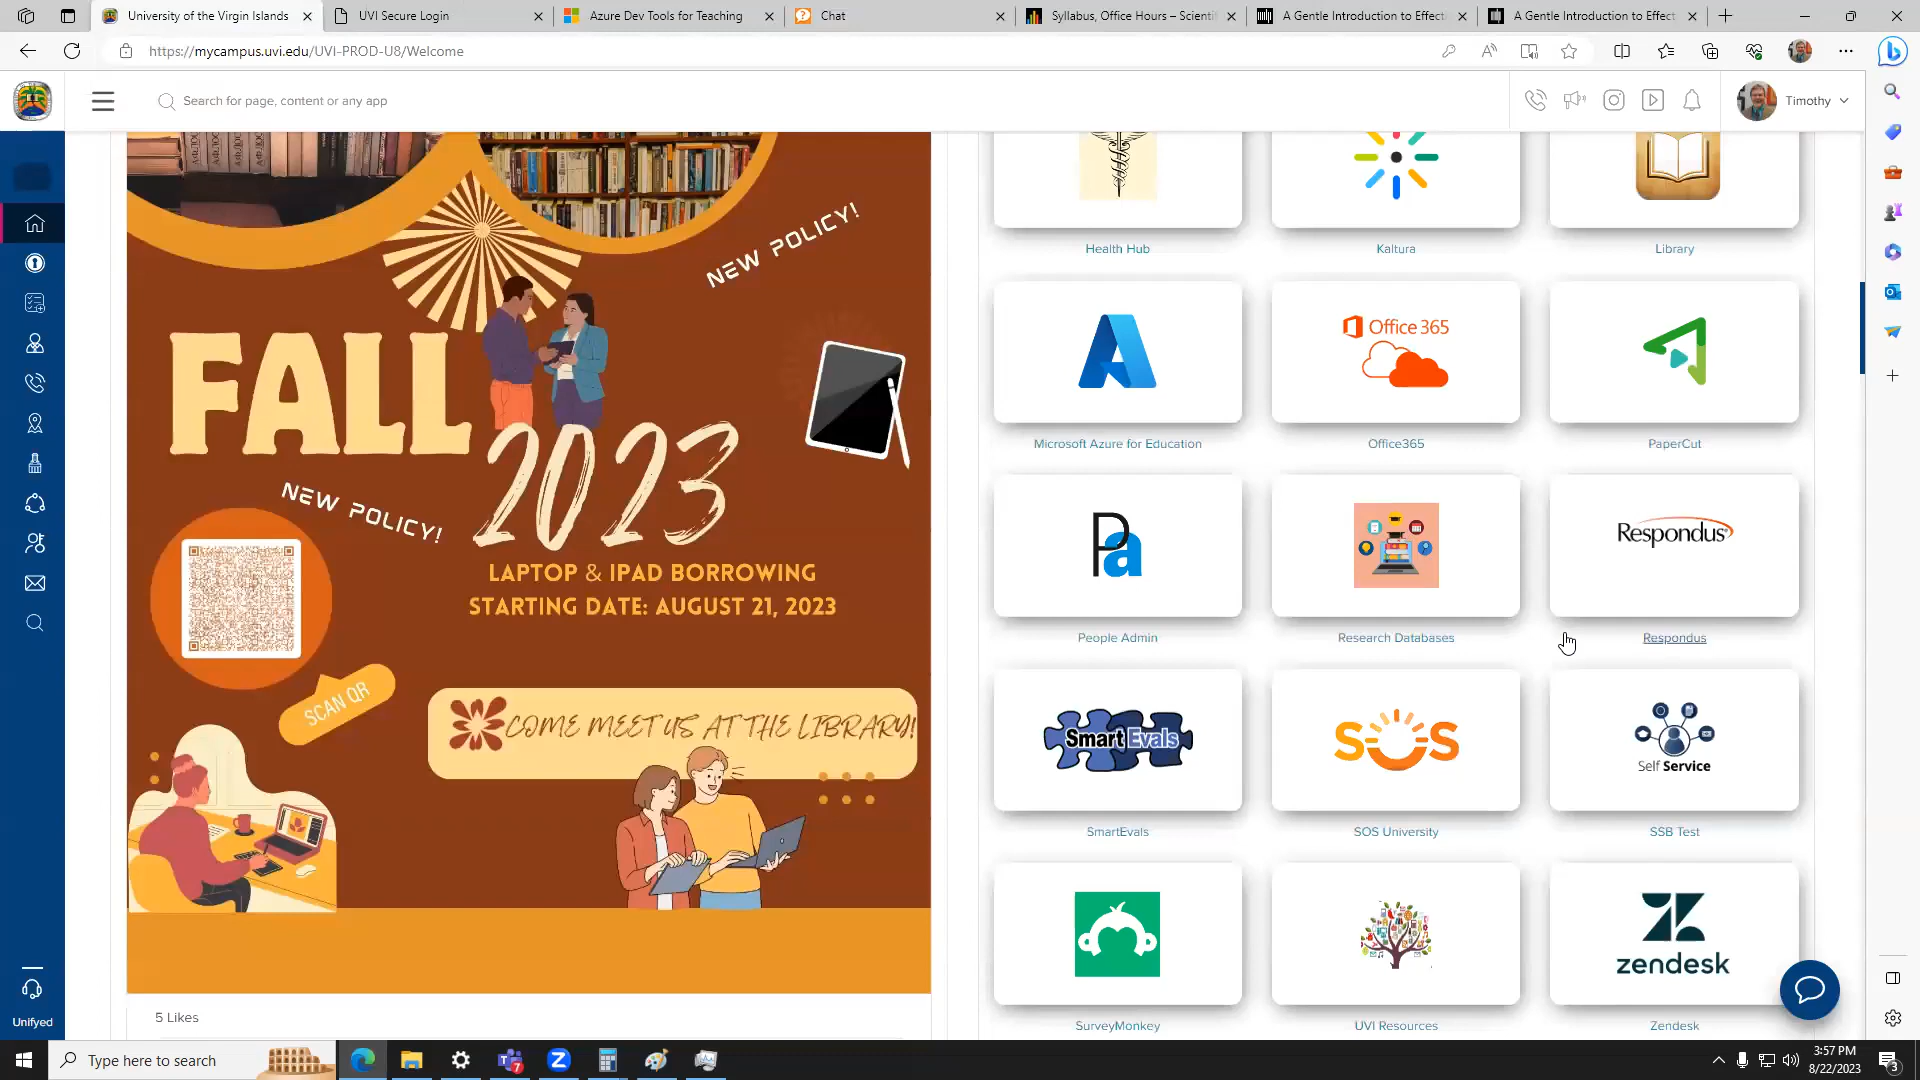 University of the Virgin Islands
UVI Secure Login
Azure Dev Tools for Teaching
Chat
Syllabus, Office Hours – Scientif
A Gentle Introduction to Effecti
A Gentle Introduction to Effect
https://mycampus.uvi.edu/UVI-PROD-U8/Welcome
Search for page, content or any app
Timothy
NEW POLICY!
FALL
2023
NEW POLICY!
LAPTOP & IPAD BORROWING
STARTING DATE: AUGUST 21, 2023
SCAN QR
COME MEET US AT THE LIBRARY!
5 Likes
Health Hub
Kaltura
Library
Office 365
Microsoft Azure for Education
Office365
PaperCut
Pa
Respondus
People Admin
Research Databases
Respondus
SmartEvals
SOS
Self Service
SmartEvals
SOS University
SSB Test
zendesk
SurveyMonkey
UVI Resources
Zendesk
Unifyed
Type here to search
7
3:57 PM
8/22/2023
3